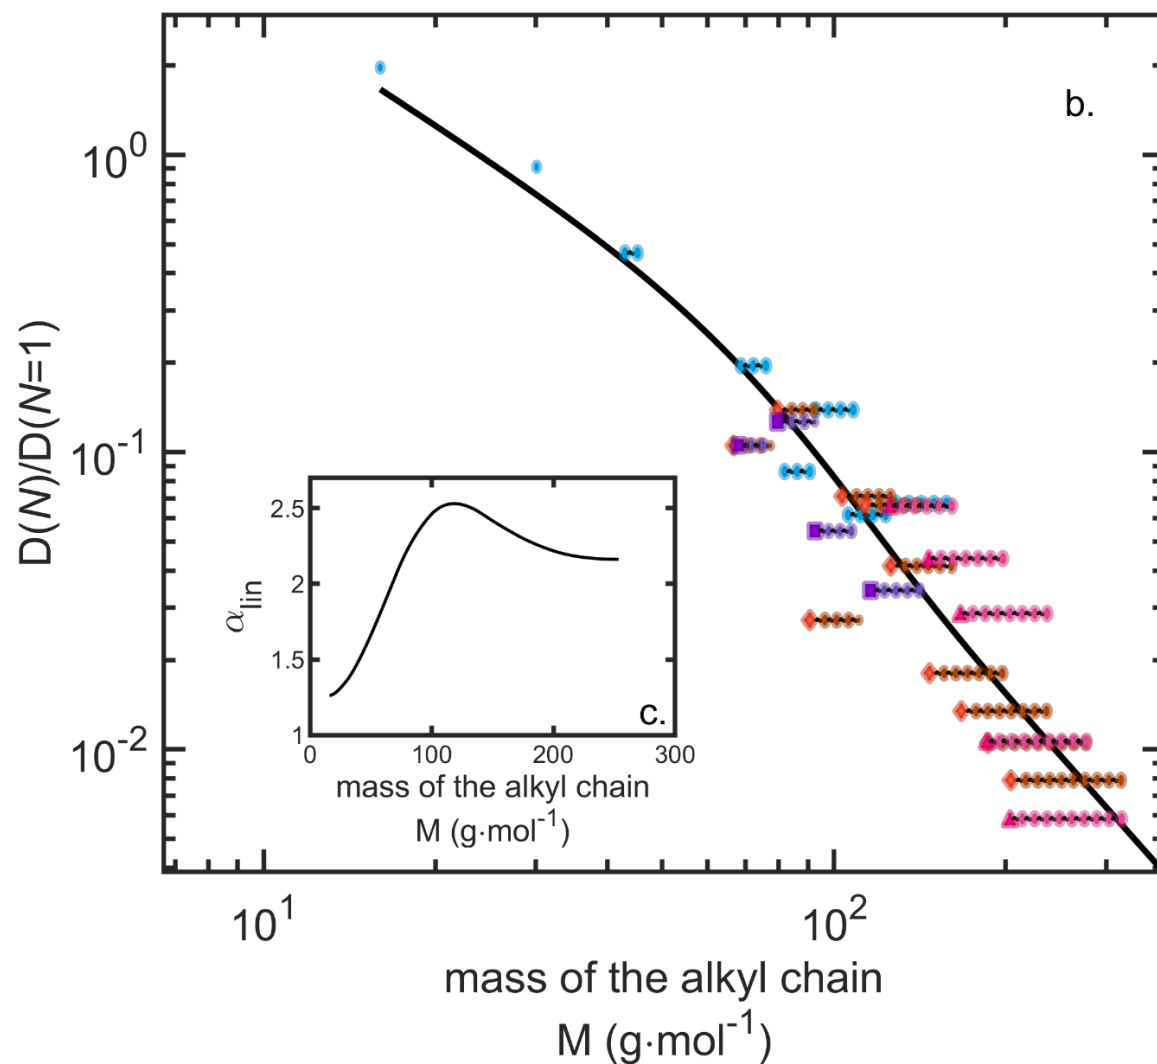 b.
10^0
10^-1
10^-2
D(N)/D(N=1)
2.5
2
1.5
1
α_lin
c.
0
100
200
300
mass of the alkyl chain
M (g·mol^-1)
10^1
10^2
mass of the alkyl chain
M (g·mol^-1)